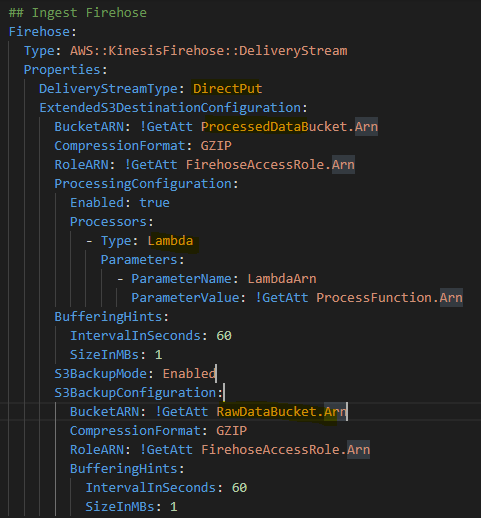 ## Ingest Firehose
Firehose:
  Type: AWS::KinesisFirehose::DeliveryStream
  Properties:
    DeliveryStreamType: DirectPut
    ExtendedS3DestinationConfiguration:
      BucketARN: !GetAtt ProcessedDataBucket.Arn
      CompressionFormat: GZIP
      RoleARN: !GetAtt FirehoseAccessRole.Arn
      ProcessingConfiguration:
        Enabled: true
        Processors:
          - Type: Lambda
            Parameters:
              - ParameterName: LambdaArn
                ParameterValue: !GetAtt ProcessFunction.Arn
      BufferingHints:
        IntervalInSeconds: 60
        SizeInMBs: 1
      S3BackupMode: Enabled
      S3BackupConfiguration:
        BucketARN: !GetAtt RawDataBucket.Arn
        CompressionFormat: GZIP
        RoleARN: !GetAtt FirehoseAccessRole.Arn
        BufferingHints:
          IntervalInSeconds: 60
          SizeInMBs: 1